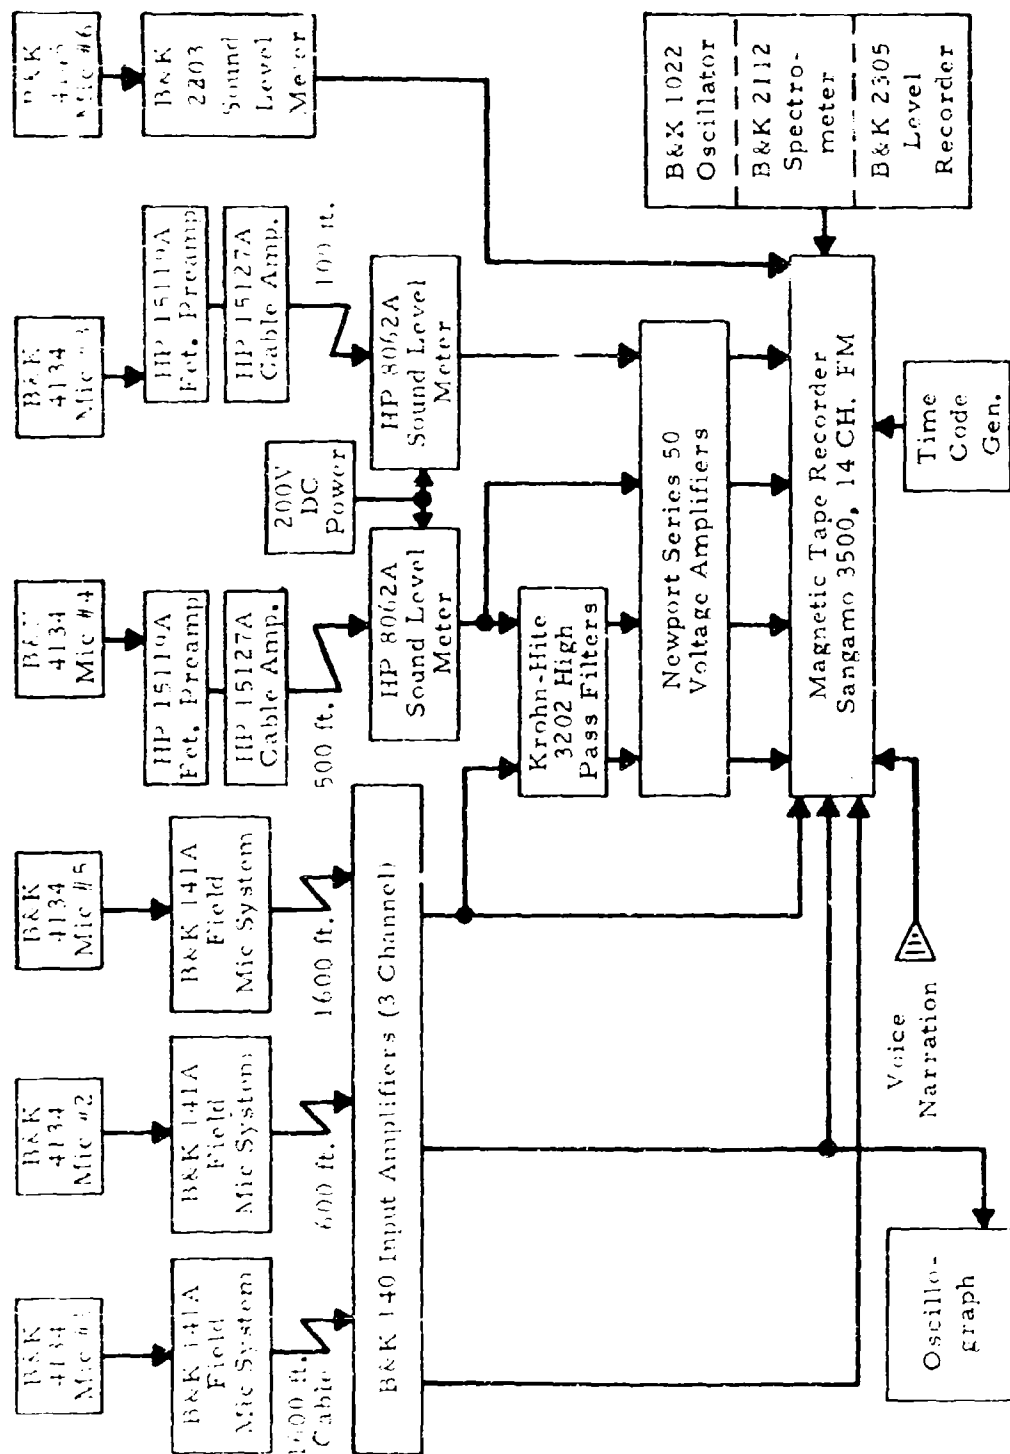 B&K
4134
Mic #1
B&K 141A
Field
Mic System
Cable
B&K
4134
Mic #2
B&K 141A
Field
Mic System
600 ft.
B&K
4134
Mic #5
B&K 141A
Field
Mic System
1600 ft.
B&K 140 Input Amplifiers (3 Channel)
4134
Mic #4
HP 15119A
Fet. Preamp
HP 15127A
Cable Amp.
500 ft.
HP 8062A
Sound Level
Meter
200V
DC
Power
B&K
4134
Mic #3
HP 15119A
Fet. Preamp
HP 15127A
Cable Amp.
100 ft.
HP 8062A
Sound Level
Meter
B&K
Mic #6
B&K
2203
Sound
Level
Meter
Krohn-Hite
3202 High
Pass Filters
Newport Series 50
Voltage Amplifiers
Magnetic Tape Recorder
Sangamo 3500, 14 CH. FM
B&K 1022
Oscillator
B&K 2112
Spectro-
meter
B&K 2305
Level
Recorder
Oscillo-
graph
Voice
Narration
Time
Code
Gen.